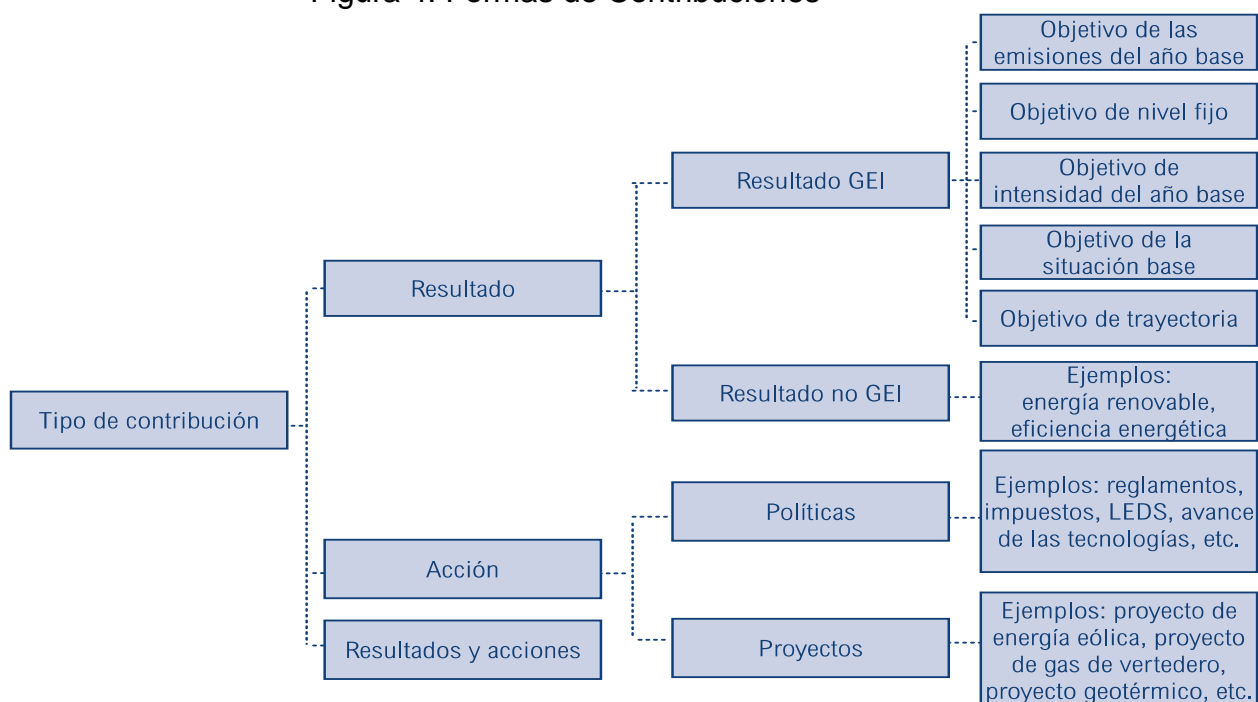 Figura 4. Formas de Contribuciones
Objetivo de las
emisiones del año base
Objetivo de nivel fijo
Resultado GEI
Objetivo de
intensidad del año base
Objetivo de la
situación base
Resultado
Objetivo de trayectoria
Resultado no GEI
Ejemplos:
energía renovable,
eficiencia energética
Tipo de contribución
Políticas
Ejemplos: reglamentos,
impuestos, LEDS, avance
de las tecnologías, etc.
Acción
Resultados y acciones
Proyectos
Ejemplos: proyecto de
energía eólica, proyecto
de gas de vertedero,
proyecto geotérmico, etc.